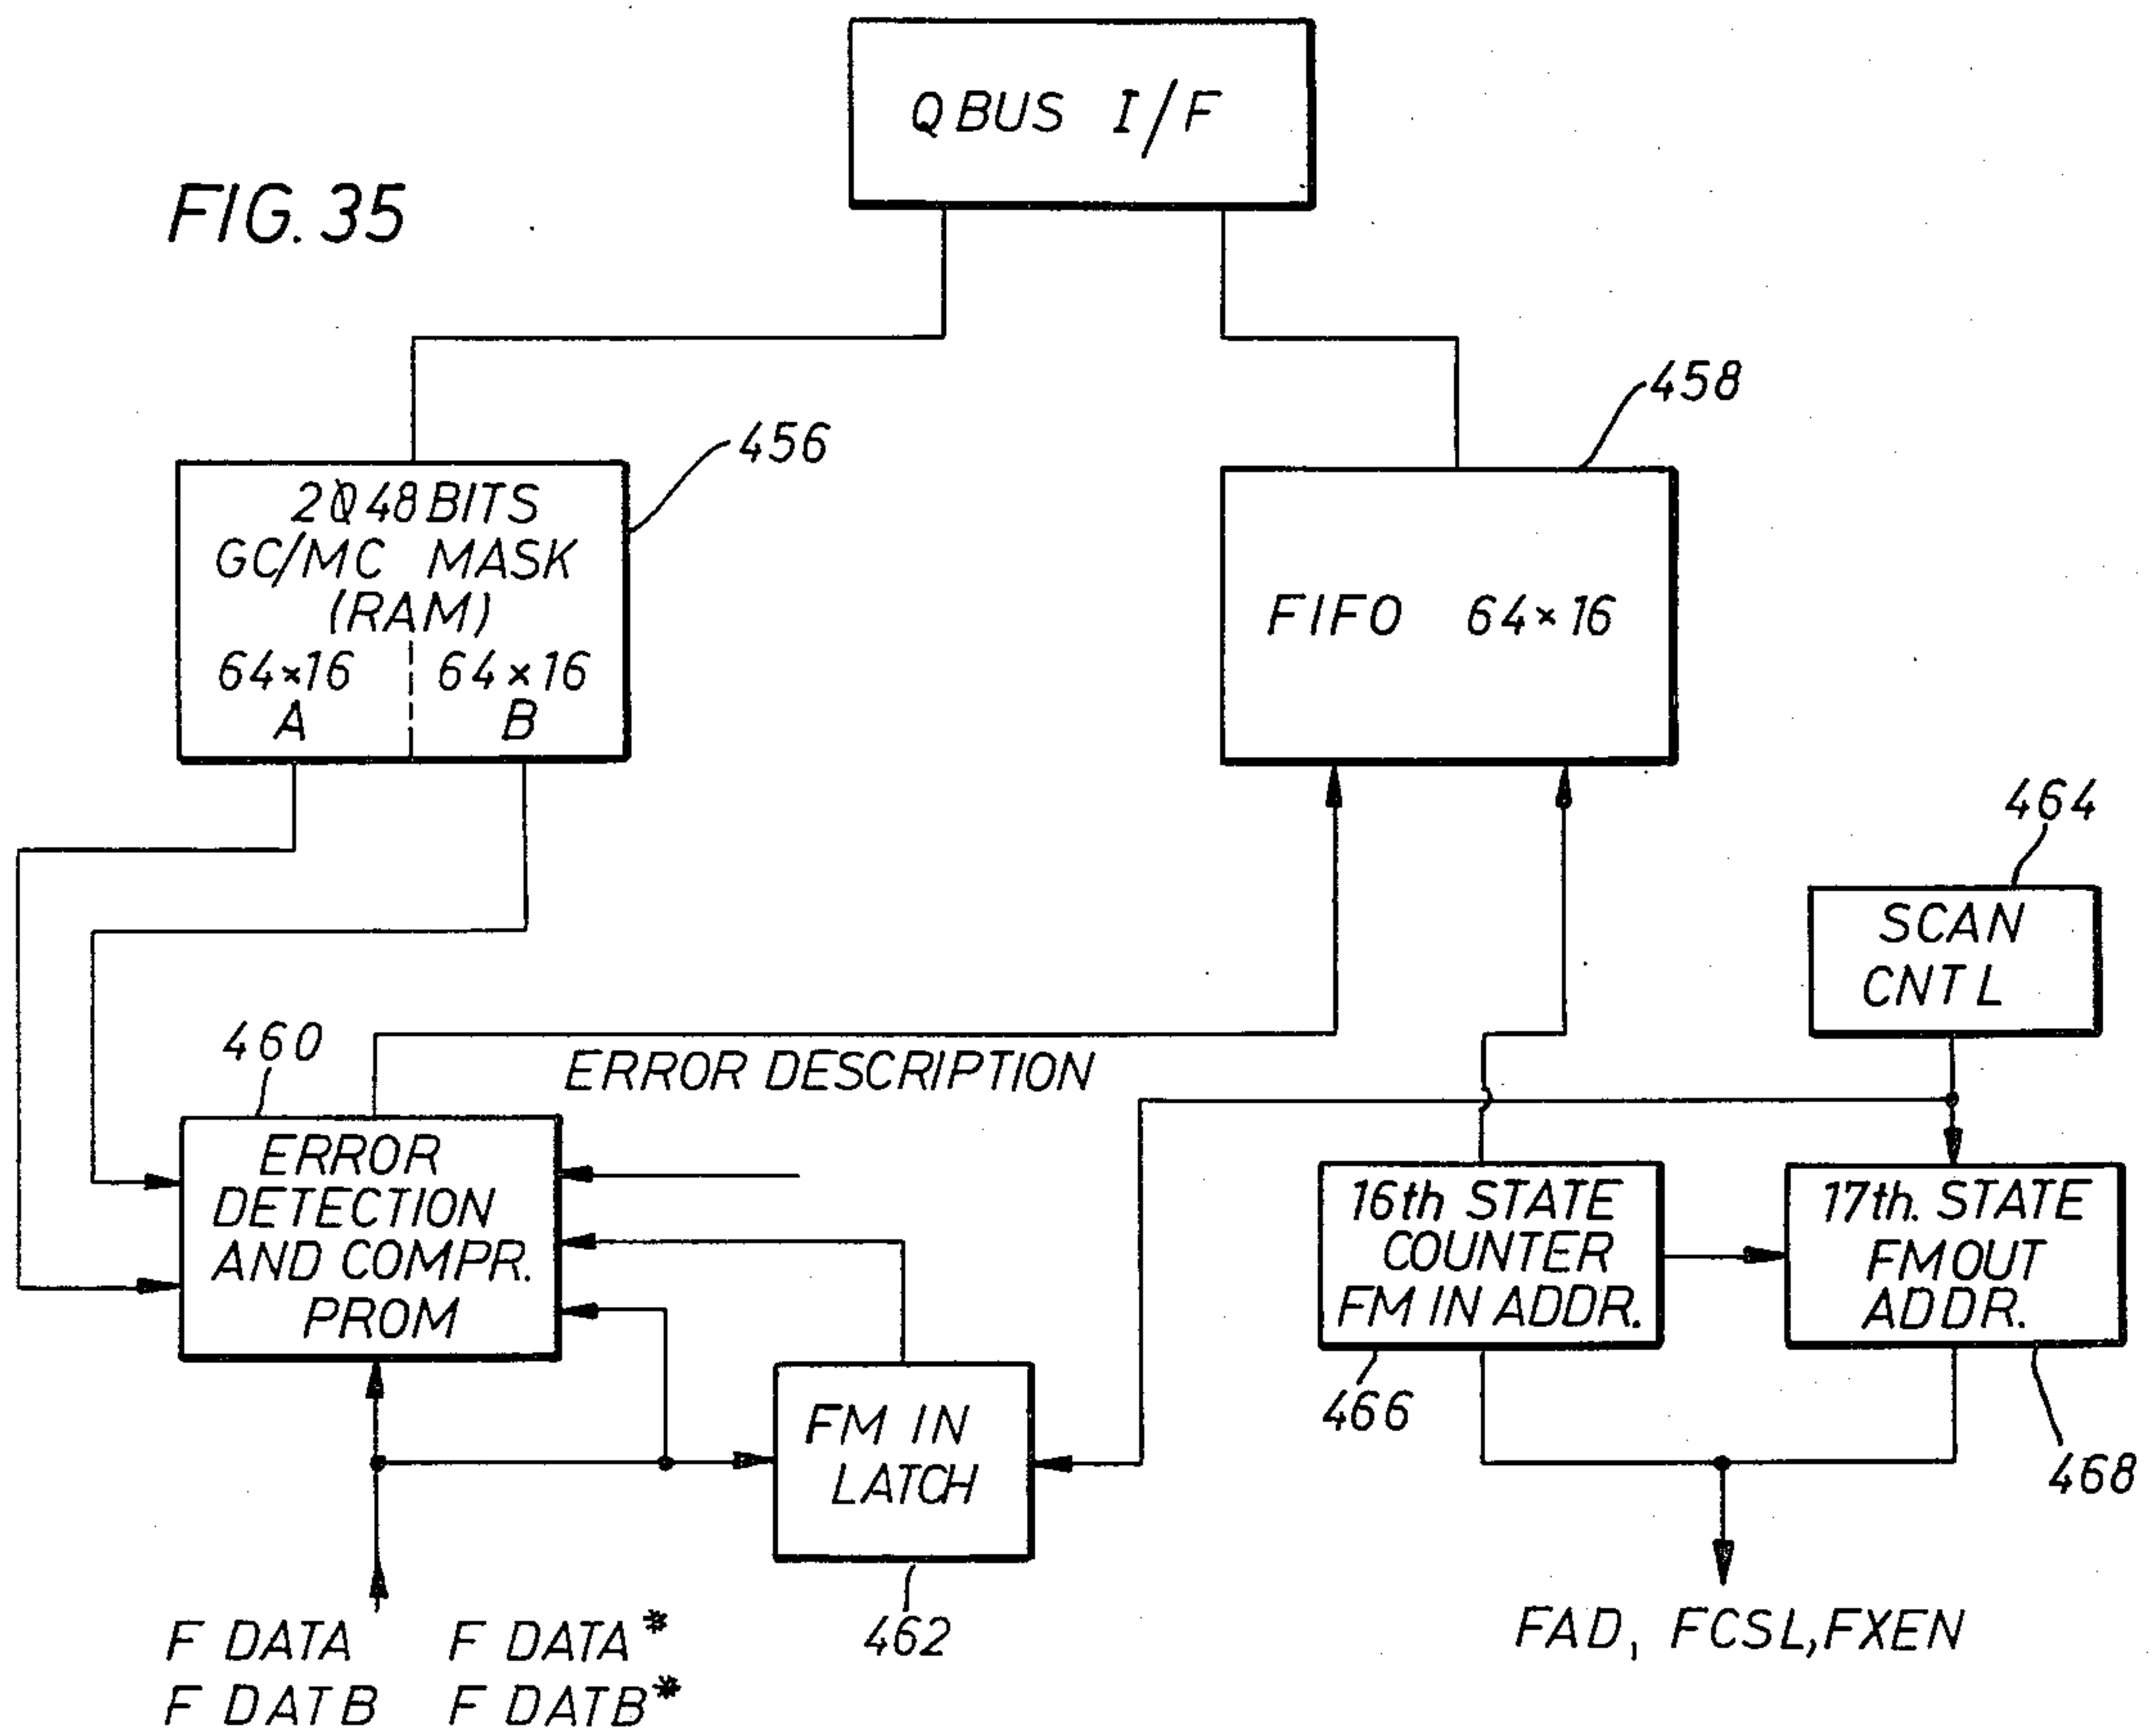 QBUS I/F
FIG. 35
458
456
2048 BITS
GC/MC MASK
(RAM)
64×16 64×16
A B
FIFO 64×16
464
SCAN
CNTL
460
ERROR DESCRIPTION
ERROR
DETECTION
AND COMPR.
PROM
16th STATE
COUNTER
FM IN ADDR.
17th. STATE
FM OUT
ADDR.
FM IN
LATCH
466
468
462
F DATA F DATA*
F DATB F DATB*
FAD, FCSL, FXEN